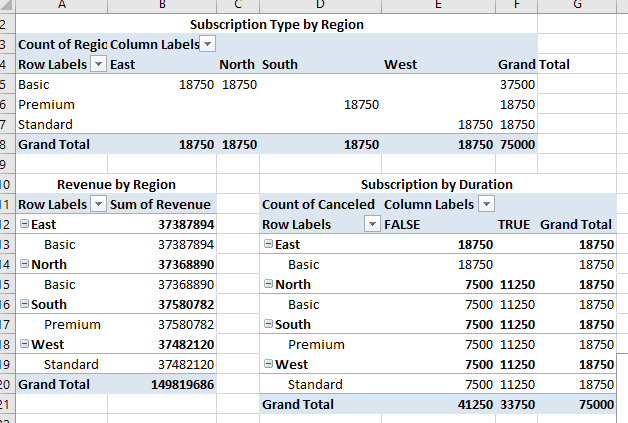 A B C D E F G
2 Subscription Type by Region
3 Count of Regic Column Labels
4 Row Labels East North South West Grand Total
5 Basic 18750 18750 37500
6 Premium 18750 18750
7 Standard 18750 18750
8 Grand Total 18750 18750 18750 18750 75000
9
10 Revenue by Region Subscription by Duration
11 Row Labels Sum of Revenue Count of Canceled Column Labels
12 East 37387894 Row Labels FALSE TRUE Grand Total
13 Basic 37387894 East 18750 18750
14 North 37368890 Basic 18750 18750
15 Basic 37368890 North 7500 11250 18750
16 South 37580782 Basic 7500 11250 18750
17 Premium 37580782 South 7500 11250 18750
18 West 37482120 Premium 7500 11250 18750
19 Standard 37482120 West 7500 11250 18750
20 Grand Total 149819686 Standard 7500 11250 18750
21 Grand Total 41250 33750 75000